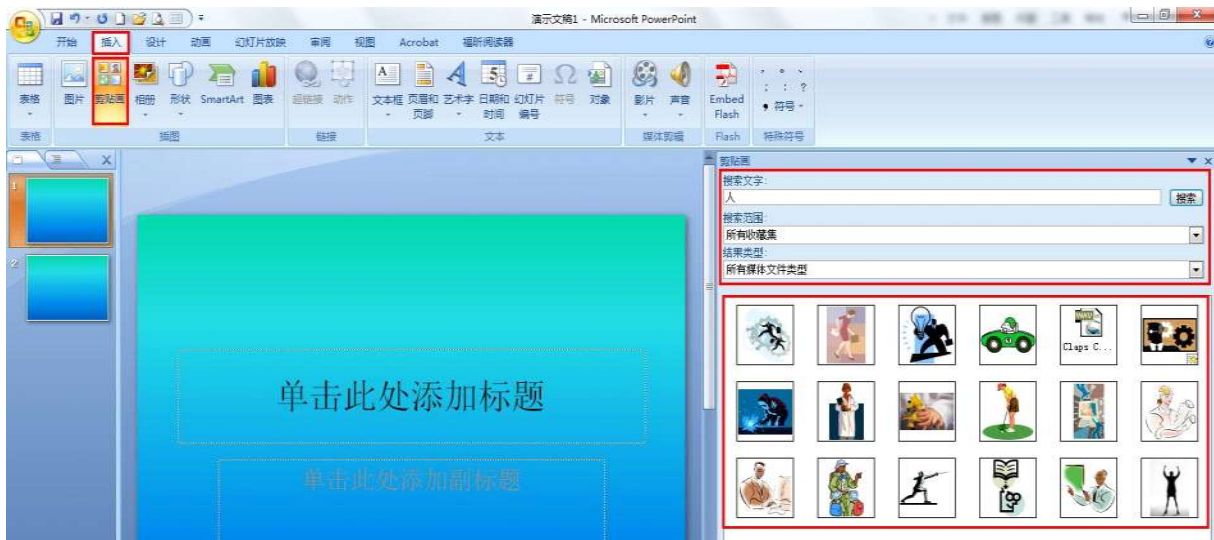 演示文稿1 - Microsoft PowerPoint
开始 插入 设计 动画 幻灯片放映 审阅 视图 Acrobat 福昕阅读器
表格 图片 剪贴画 相册 形状 SmartArt 图表 超链接 动作 文本框 页眉和页脚 艺术字 日期和时间 幻灯片编号 符号 对象 影片 声音 Embed Flash 符号
表格 插图 链接 文本 媒体剪辑 Flash 特殊符号
剪贴画
搜索文字:
人 搜索
搜索范围:
所有收藏集
结果类型:
所有媒体文件类型
1
2
Claps C...
单击此处添加标题
单击此处添加副标题